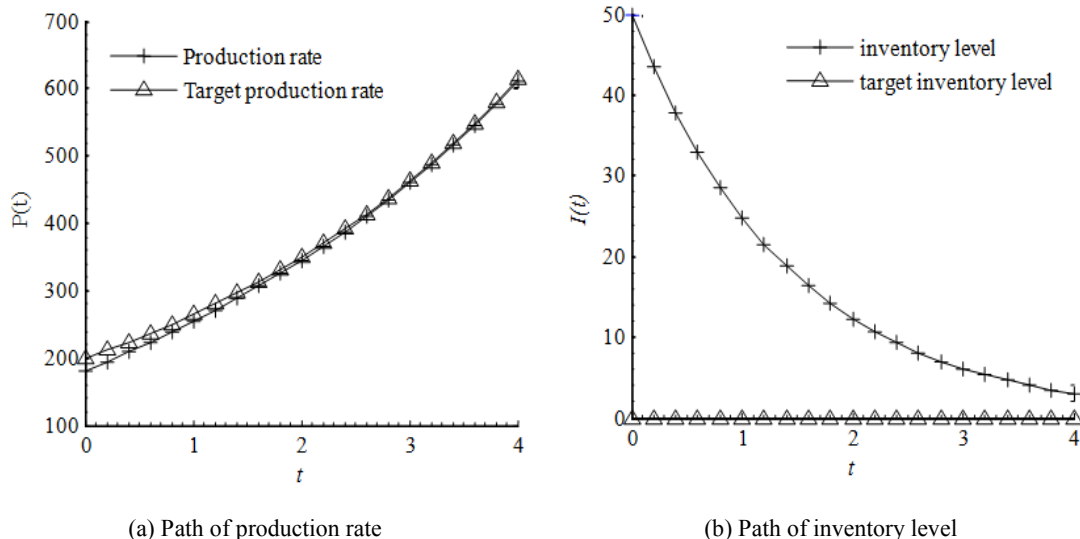 700
600
500
400
300
200
100
P(t)
Production rate
Target production rate
0
1
2
3
4
t
(a) Path of production rate
50
40
30
20
10
0
I(t)
inventory level
target inventory level
0
1
2
3
4
t
(b) Path of inventory level